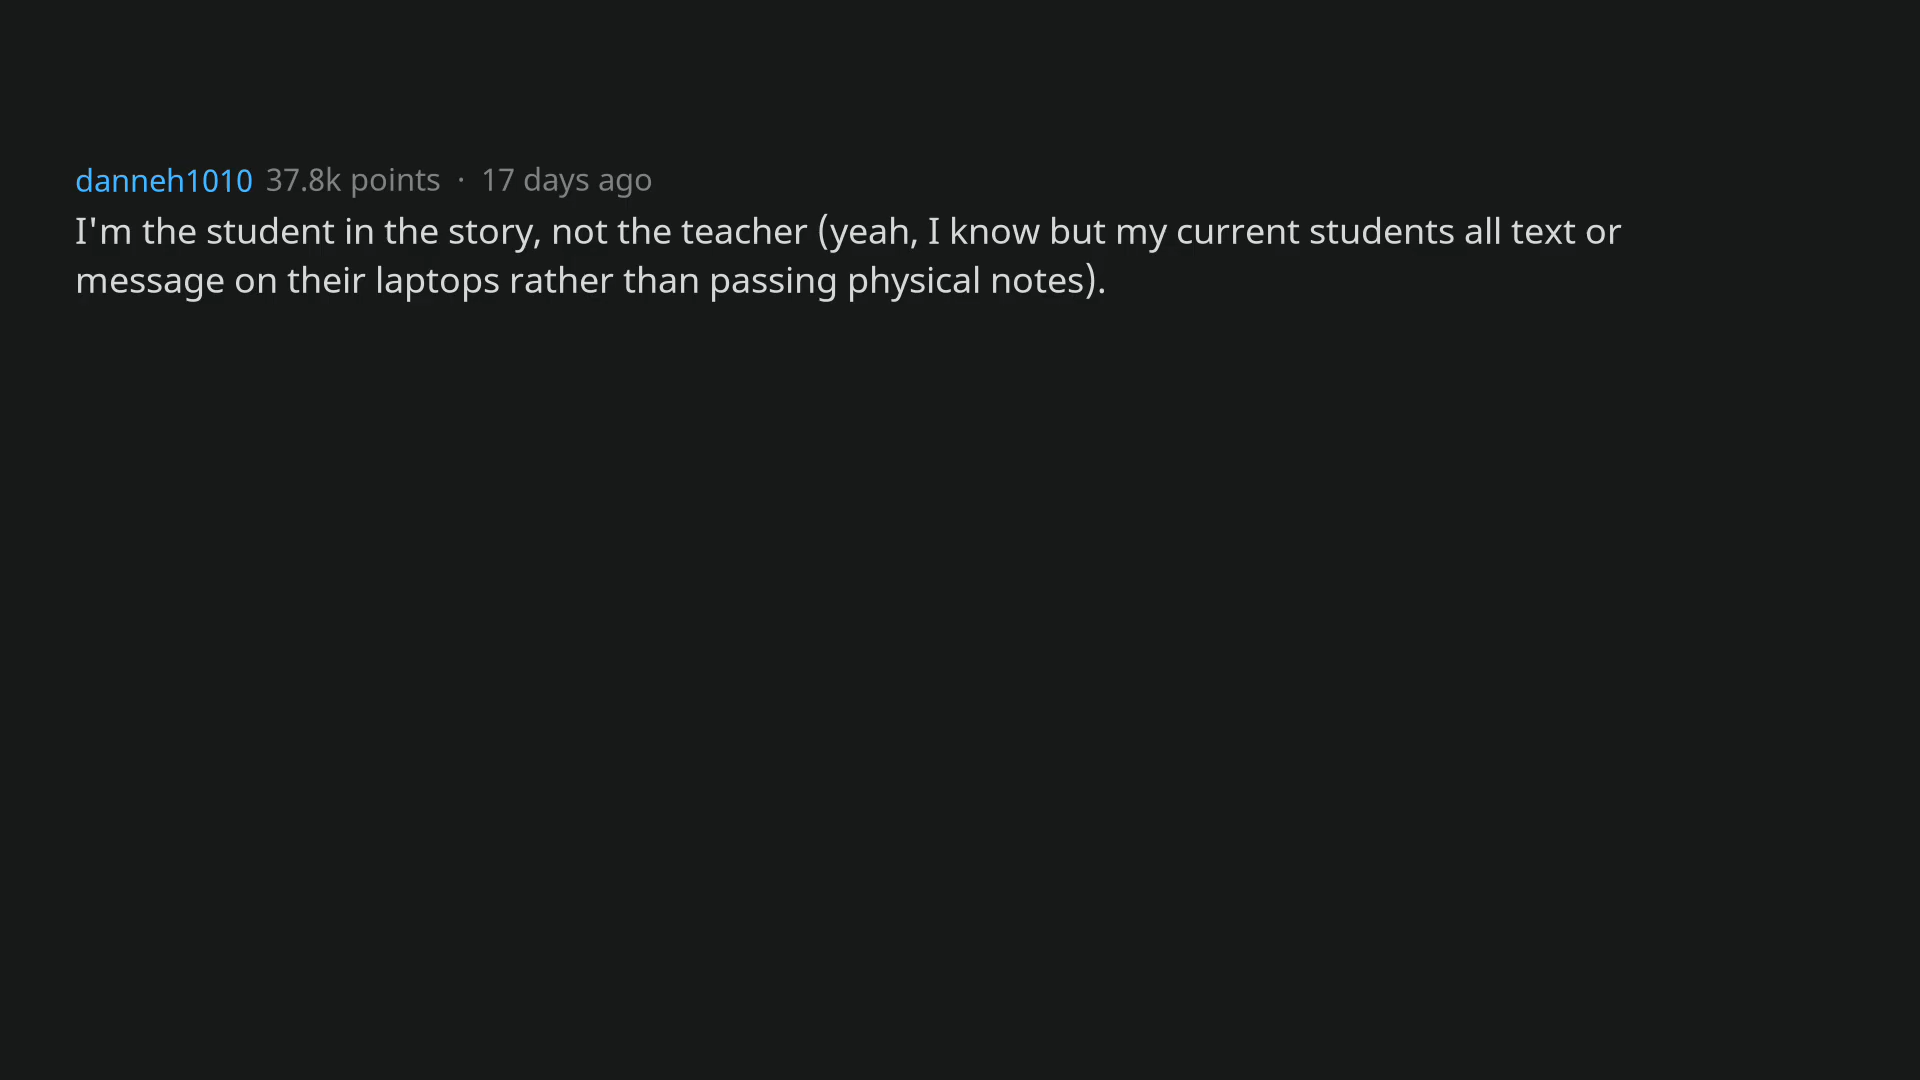 danneh1010 37.8k points · 17 days ago
I'm the student in the story, not the teacher (yeah, I know but my current students all text or
message on their laptops rather than passing physical notes).